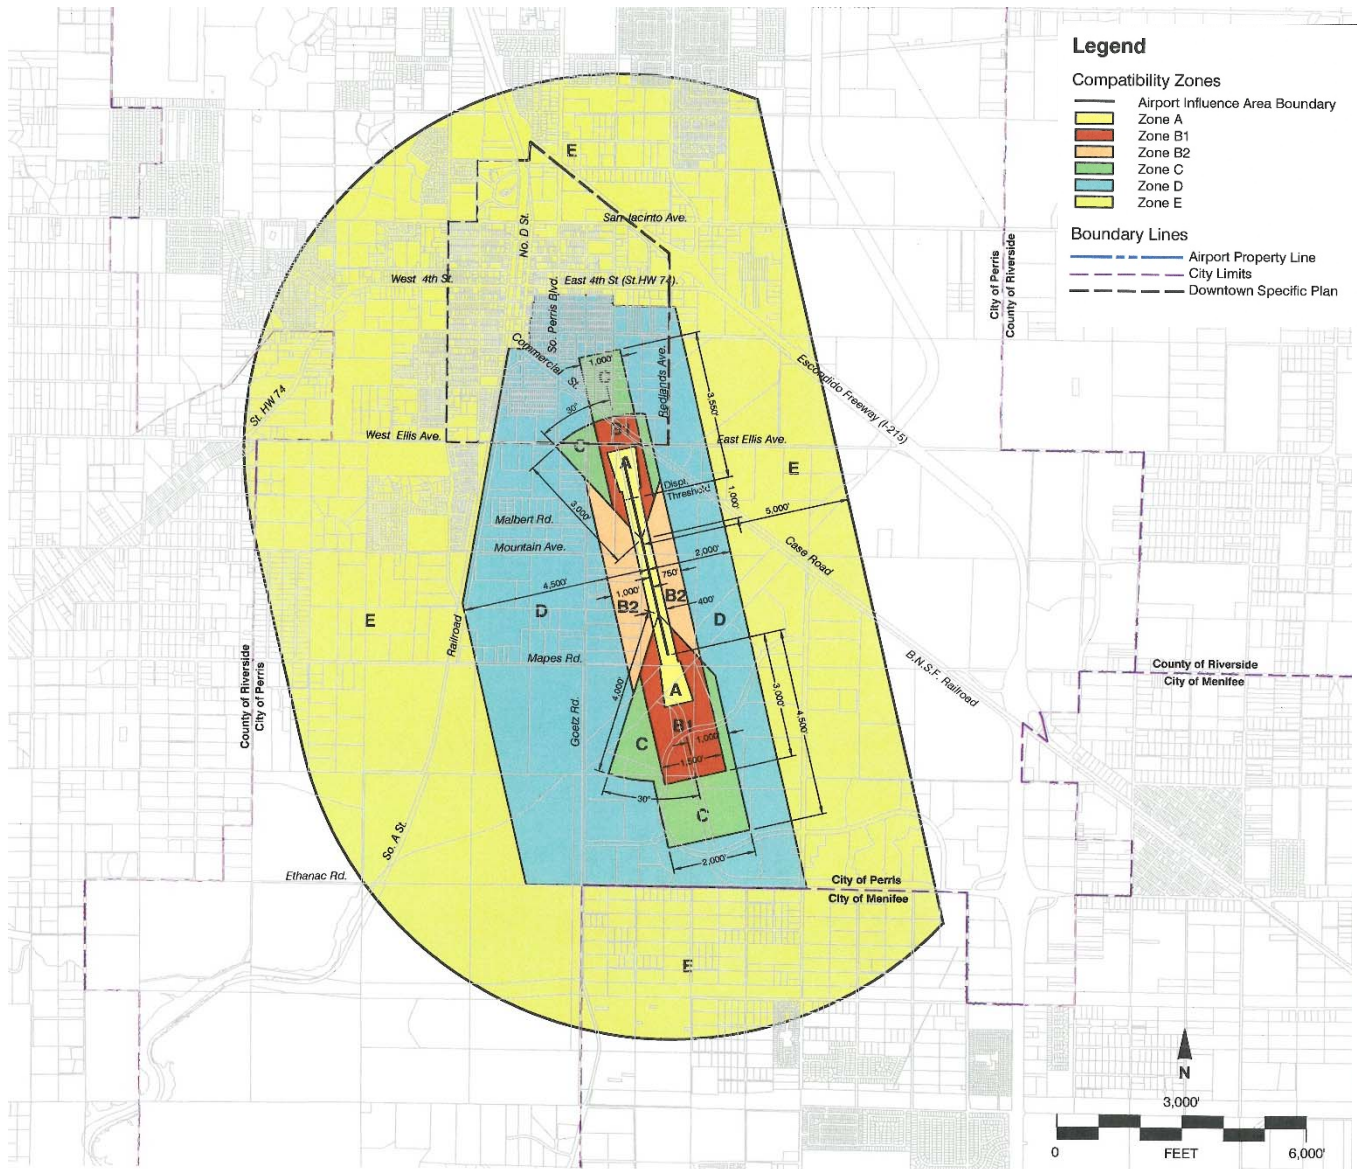 Legend
Compatibility Zones
Airport Influence Area Boundary
Zone A
Zone B1
Zone B2
Zone C
Zone D
Zone E
Boundary Lines
Airport Property Line
City Limits
Downtown Specific Plan
E
San Jacinto Ave.
No. D St.
West 4th St.
East 4th St (St.HW 74).
So. Perris Blvd.
City of Perris
County of Riverside
Commercial St.
1,000'
C
Redlands Ave.
3,550'
Escondido Freeway (I-215)
St. HW 74
30°
B1
West Ellis Ave.
East Ellis Ave.
C
A
E
Displ.
Threshold
1,000'
3,000'
5,000'
Malbert Rd.
Mountain Ave.
Case Road
2,000'
750'
4,500'
1,000'
B2
400'
B2
D
D
E
Railroad
Mapes Rd.
B.N.S.F. Railroad
County of Riverside
City of Menifee
County of Riverside
City of Perris
4,000'
A
3,000'
4,500'
Goetz Rd.
B1
1,000'
C
1,500'
30°
C
So. A St.
2,000'
Ethanac Rd.
City of Perris
City of Menifee
E
N
3,000'
0
FEET
6,000'